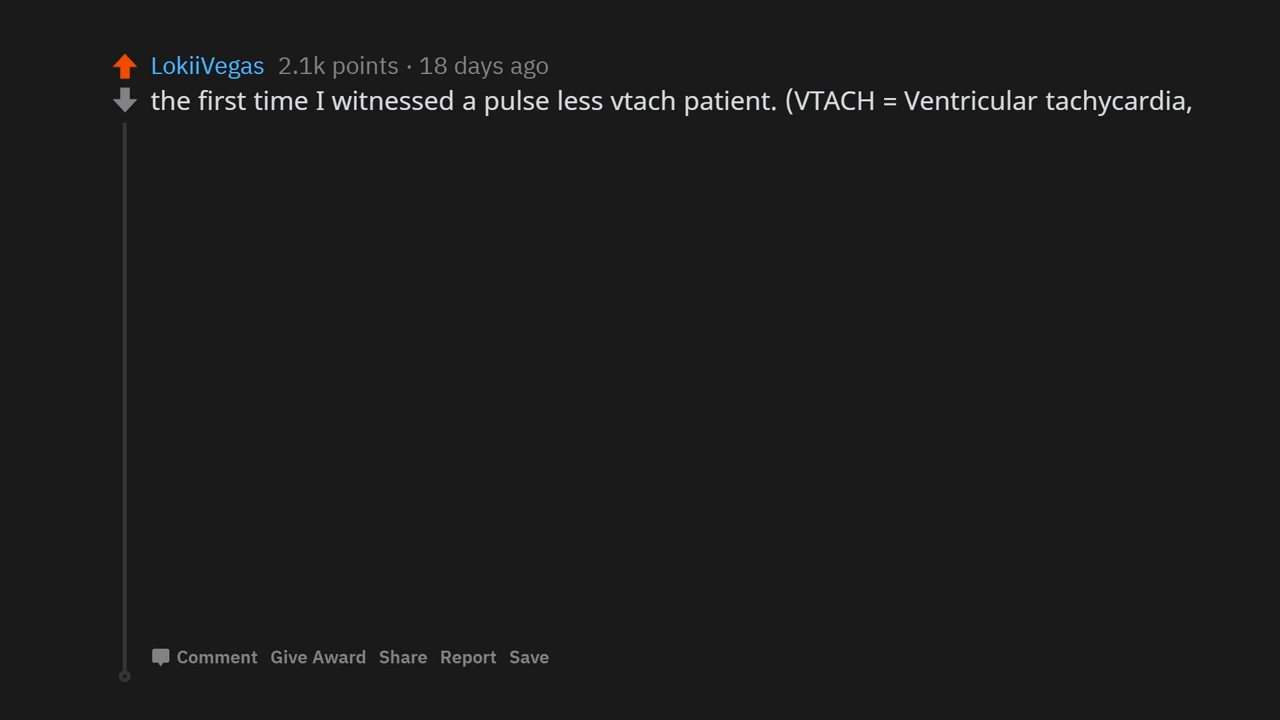 LokiiVegas 2.1k points · 18 days ago
the first time I witnessed a pulse less vtach patient. (VTACH = Ventricular tachycardia,
Comment Give Award Share Report Save